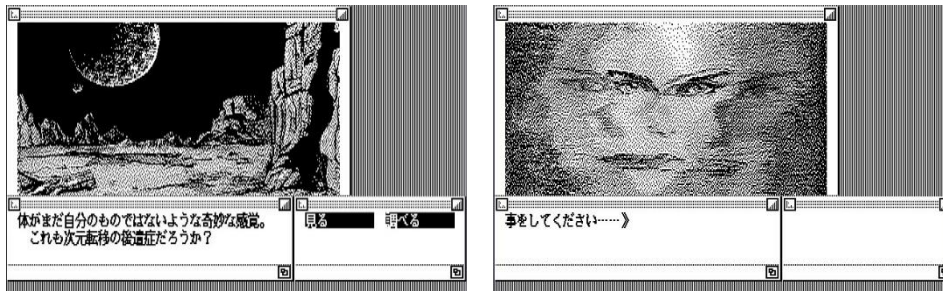 体がまだ自分のものではないような奇妙な感覚。
これも次元転移の後遺症だろうか？
見る 調べる
事をしてください……》